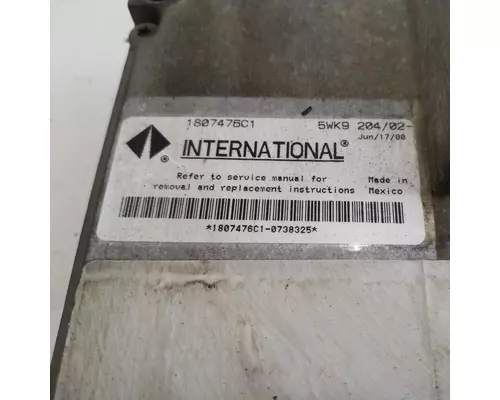 1807476C1 5WK9 204/02-
Jun/17/00
INTERNATIONAL®
®
Refer to service manual for Made in
removal and replacement instructions Mexico
*1807476C1-0738325*